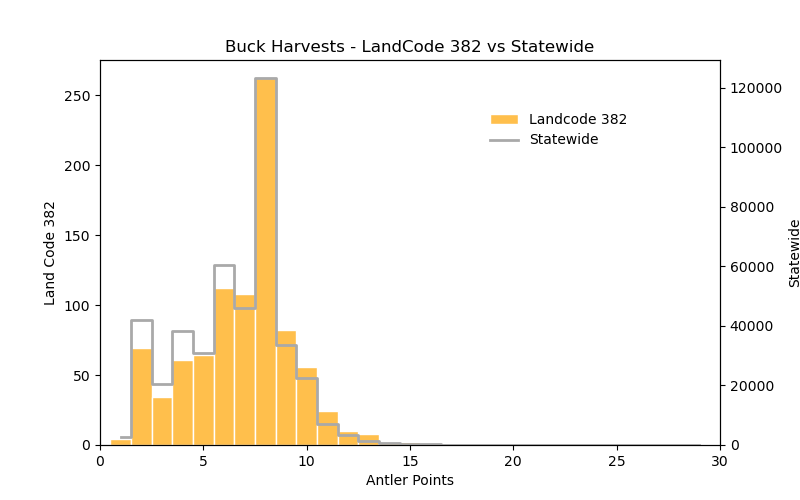 Buck Harvests - LandCode 382 vs Statewide
250
200
150
100
50
0
Land Code 382
120000
100000
80000
60000
40000
20000
0
Statewide
Landcode 382
Statewide
0 5 10 15 20 25 30
Antler Points